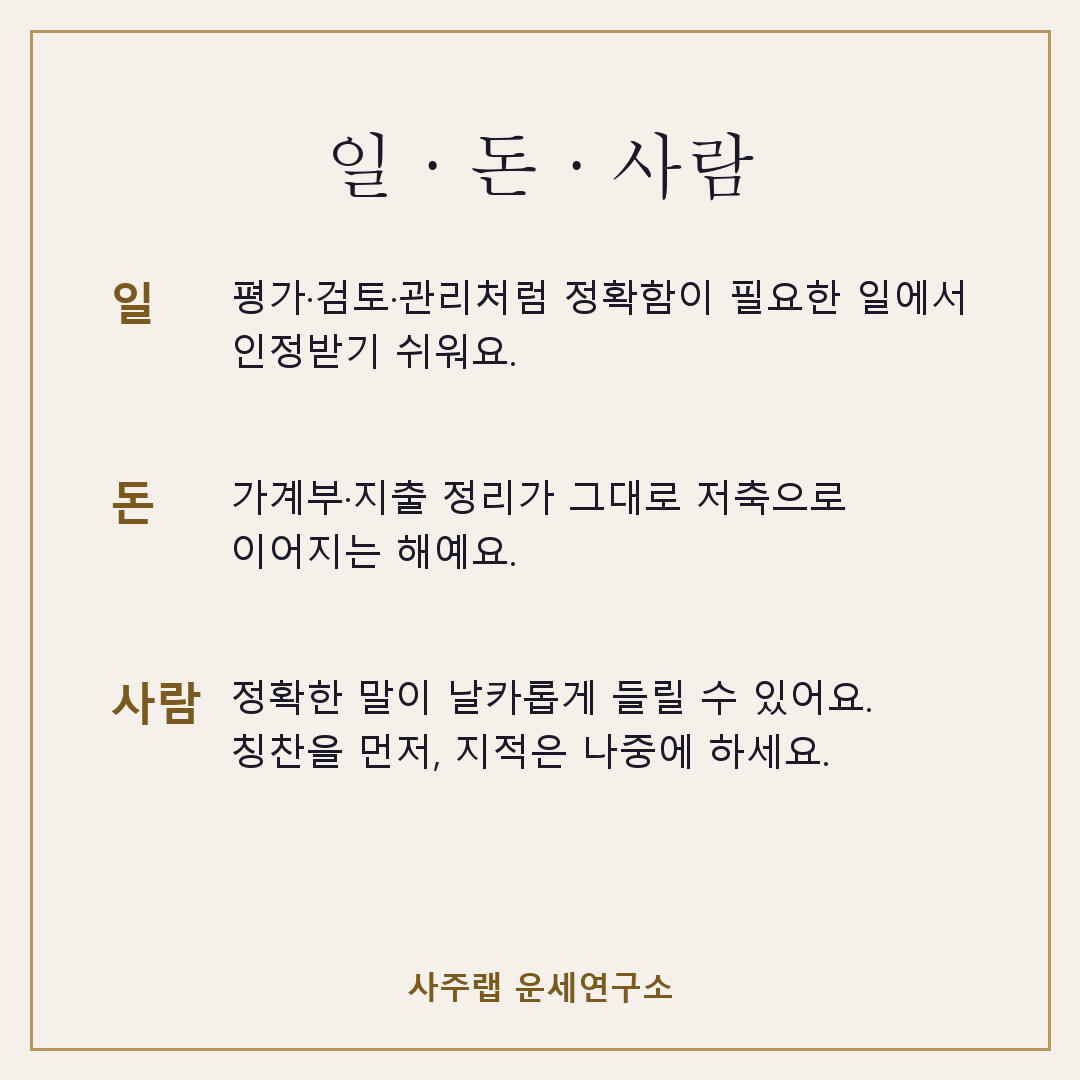 일 · 돈 · 사람
일 평가·검토·관리처럼 정확함이 필요한 일에서
인정받기 쉬워요.
돈 가계부·지출 정리가 그대로 저축으로
이어지는 해예요.
사람 정확한 말이 날카롭게 들릴 수 있어요.
칭찬을 먼저, 지적은 나중에 하세요.
사주랩 운세연구소